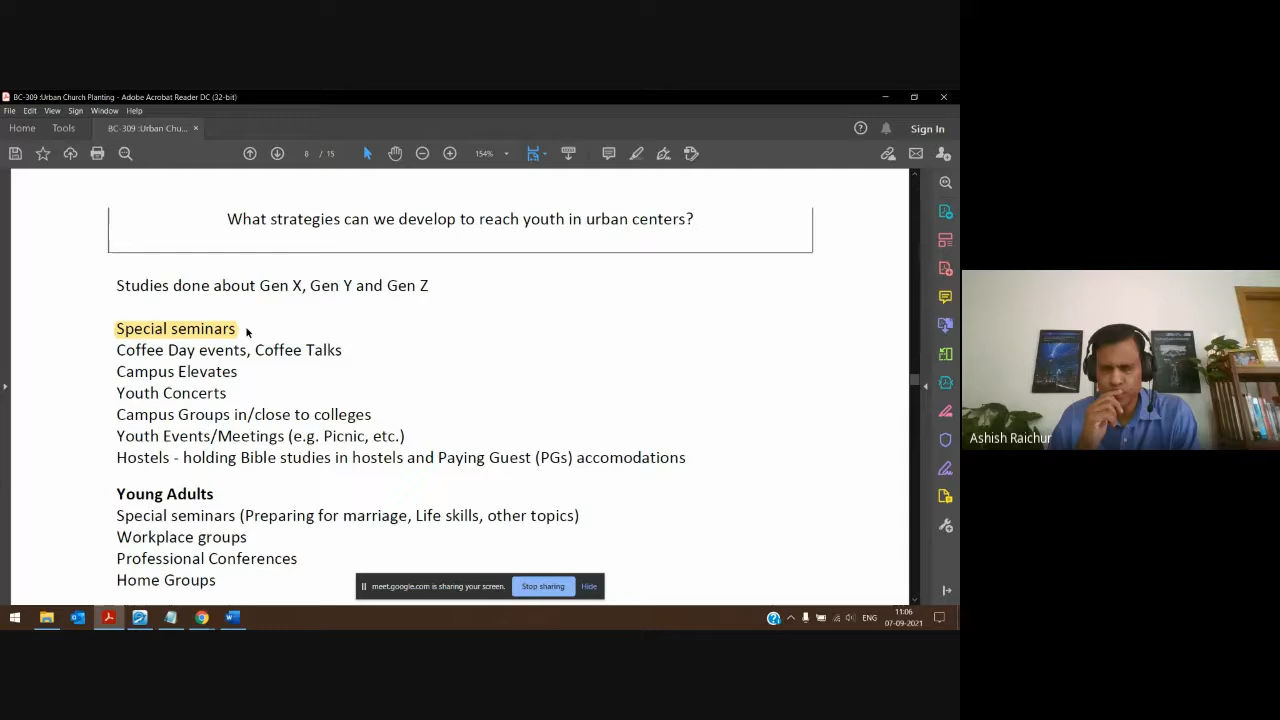 BC-309 :Urban Church Planting - Adobe Acrobat Reader DC (32-bit)
File Edit View Sign Window Help
Home Tools BC-309 :Urban Chu... × Sign In
8 / 15 154%
What strategies can we develop to reach youth in urban centers?
Studies done about Gen X, Gen Y and Gen Z
Special seminars
Coffee Day events, Coffee Talks
Campus Elevates
Youth Concerts
Campus Groups in/close to colleges
Youth Events/Meetings (e.g. Picnic, etc.)
Hostels - holding Bible studies in hostels and Paying Guest (PGs) accomodations
Young Adults
Special seminars (Preparing for marriage, Life skills, other topics)
Workplace groups
Professional Conferences
Home Groups
meet.google.com is sharing your screen. Stop sharing Hide
ENG
11:06
07-09-2021
Ashish Raichur